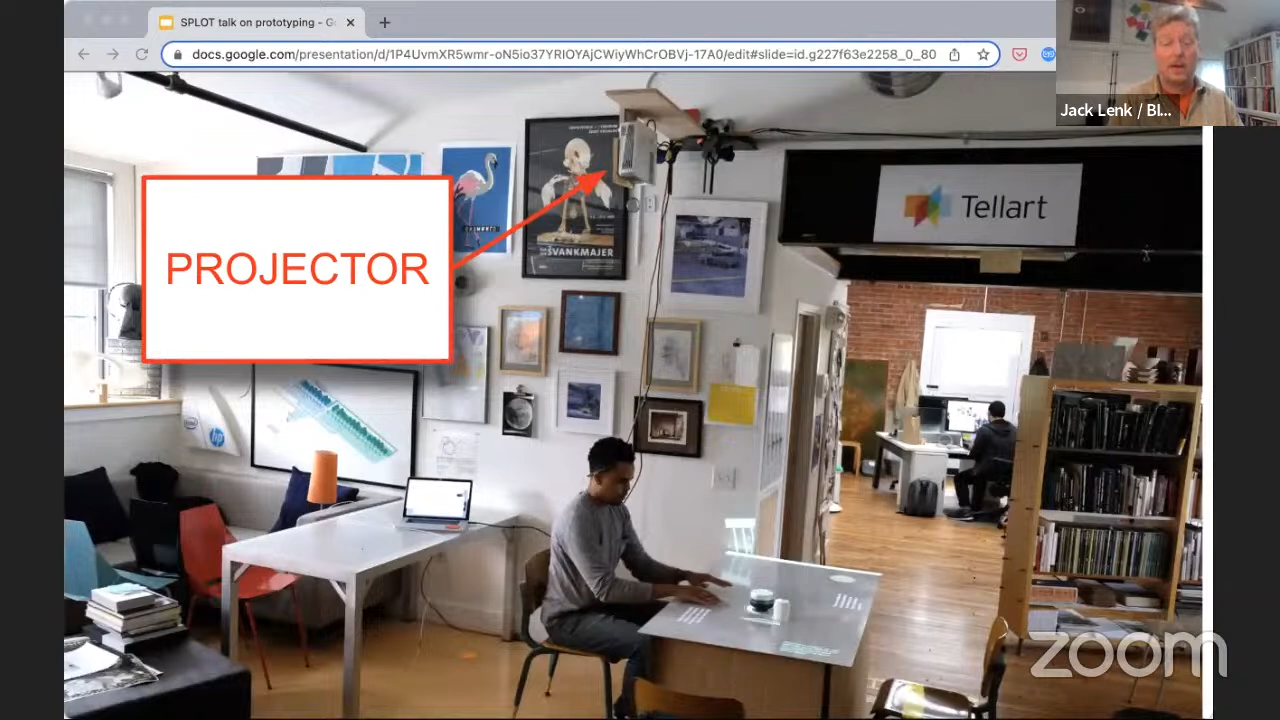 SPLOT talk on prototyping - G
docs.google.com/presentation/d/1P4UvmXR5wmr-oN5io37YRIOYAjCWiyWhCrOBVj-17A0/edit#slide=id.g227f63e2258_0_80
Jack Lenk / Bl...
PROJECTOR
ŠVANKMAJER
Tellart
hp
zoom